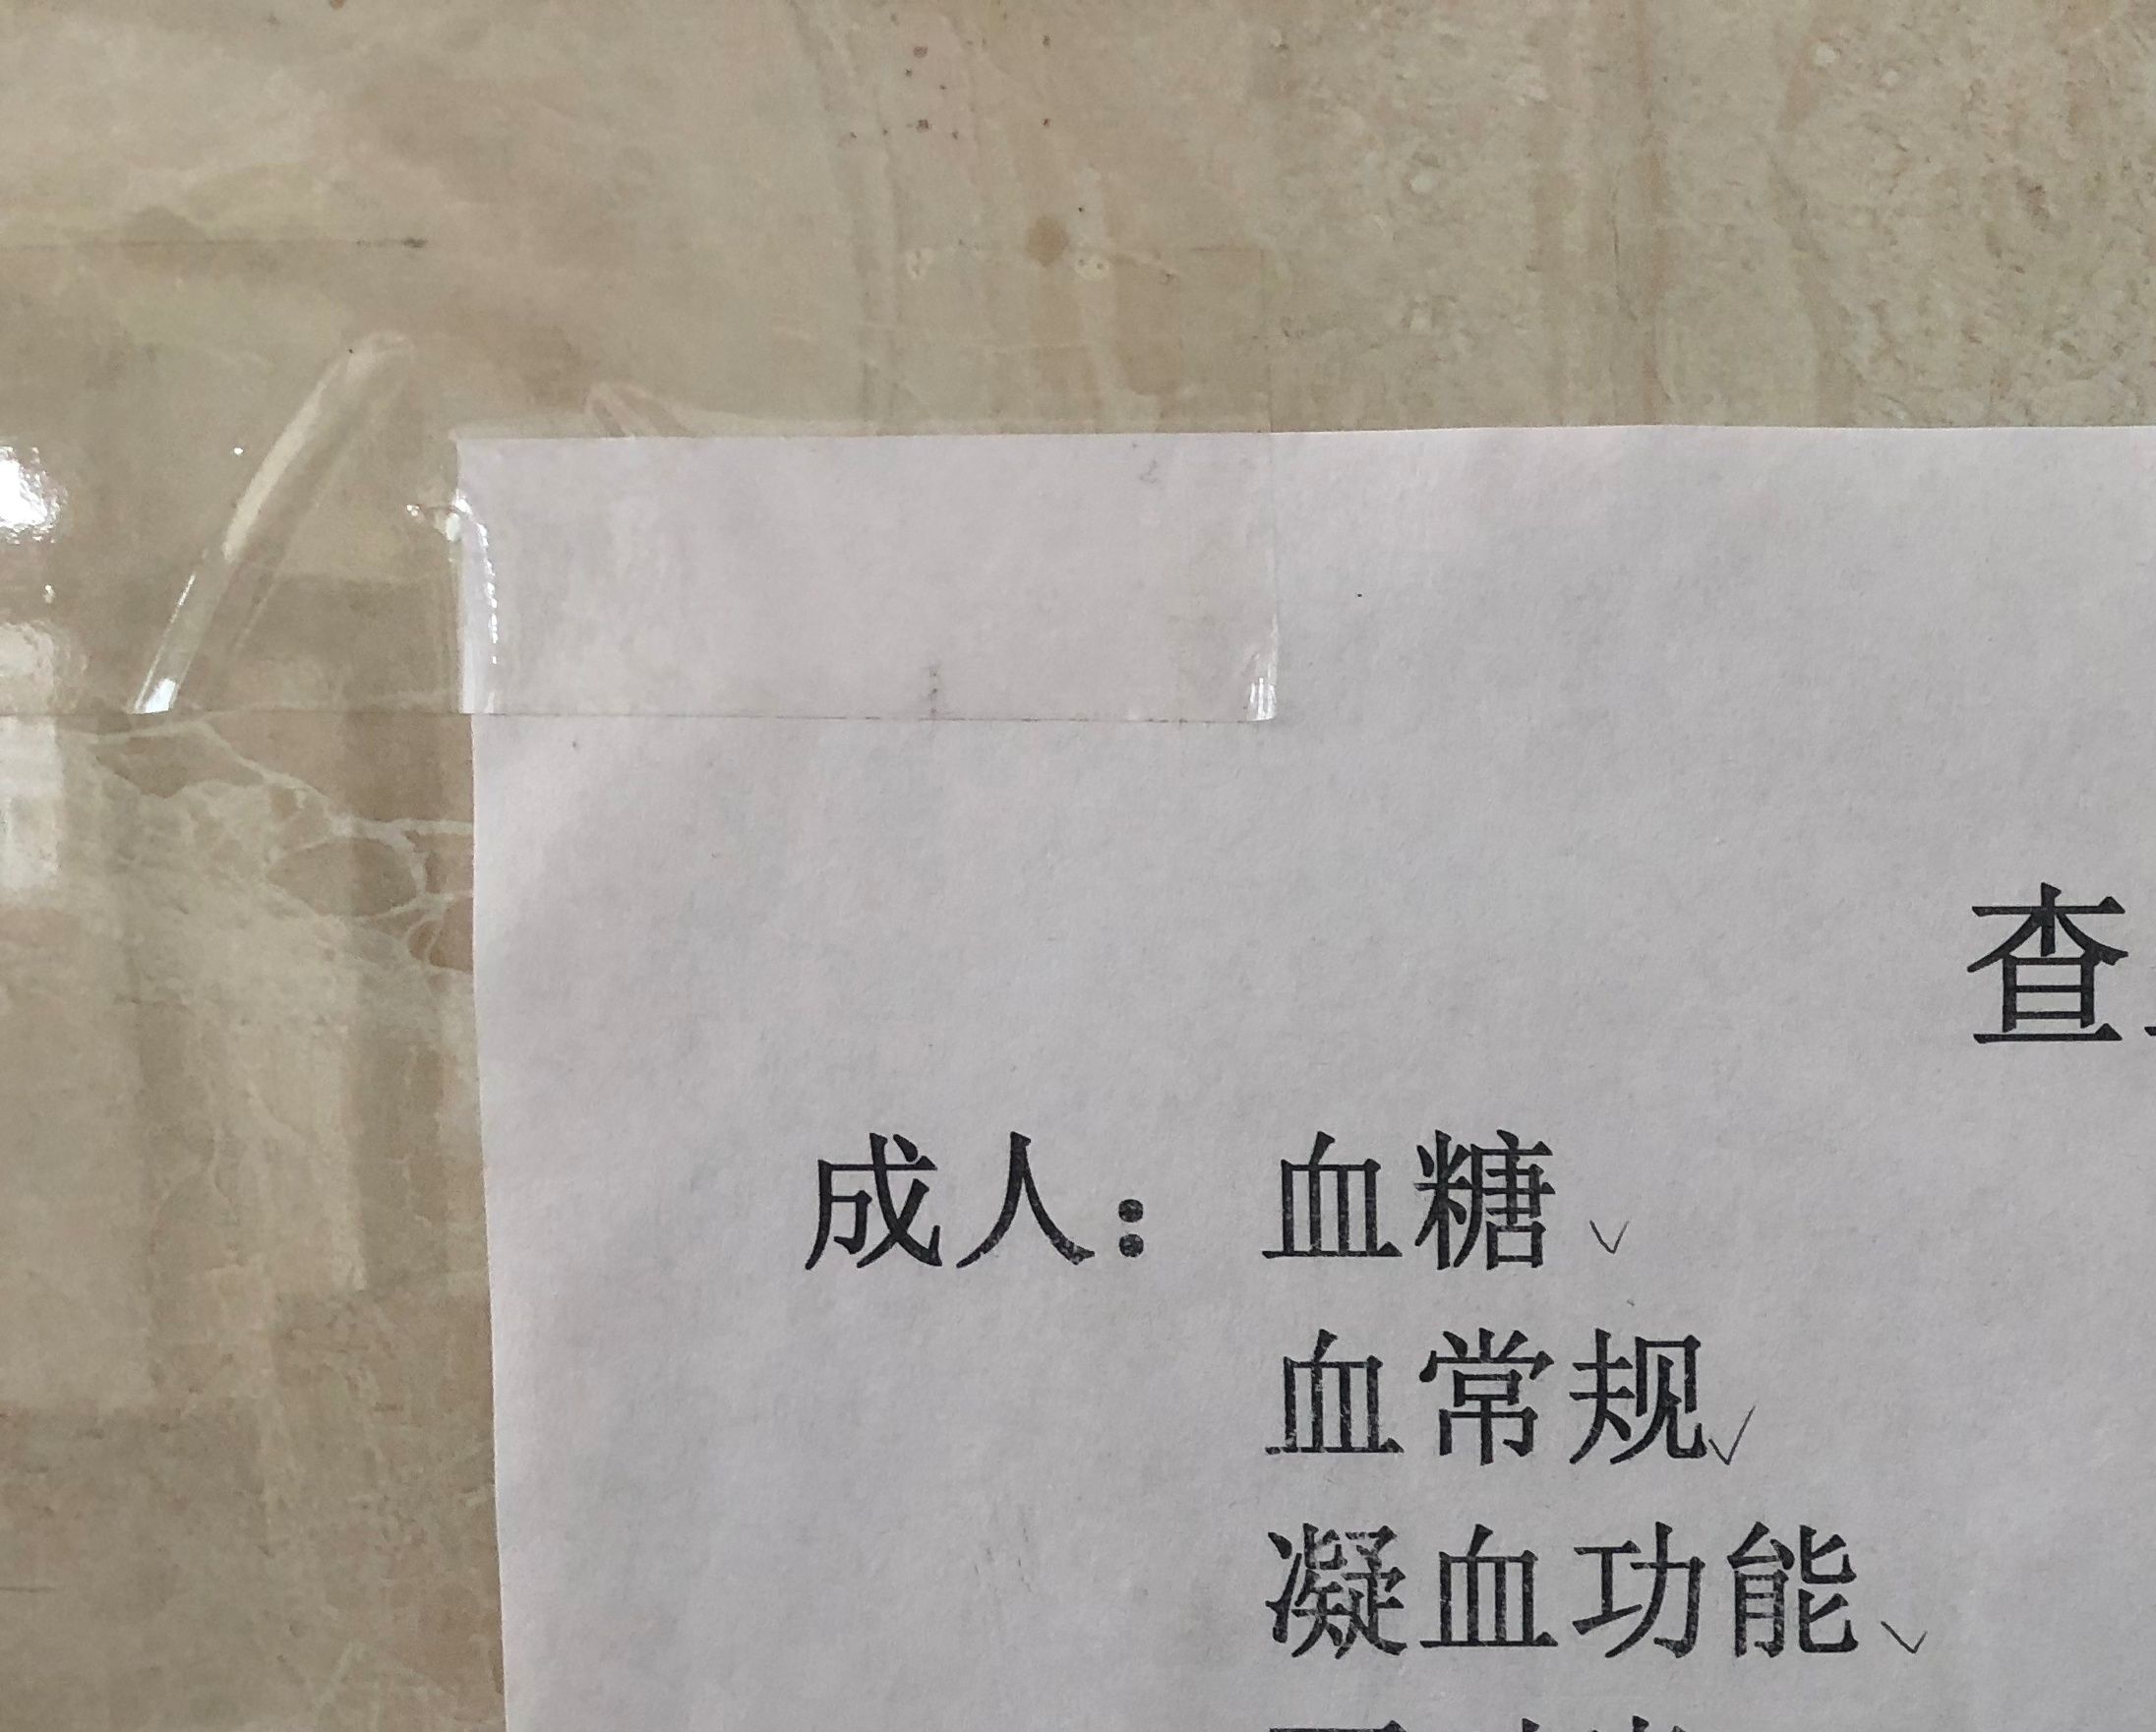 查
成人：血糖 √
血常规 √
凝血功能 √